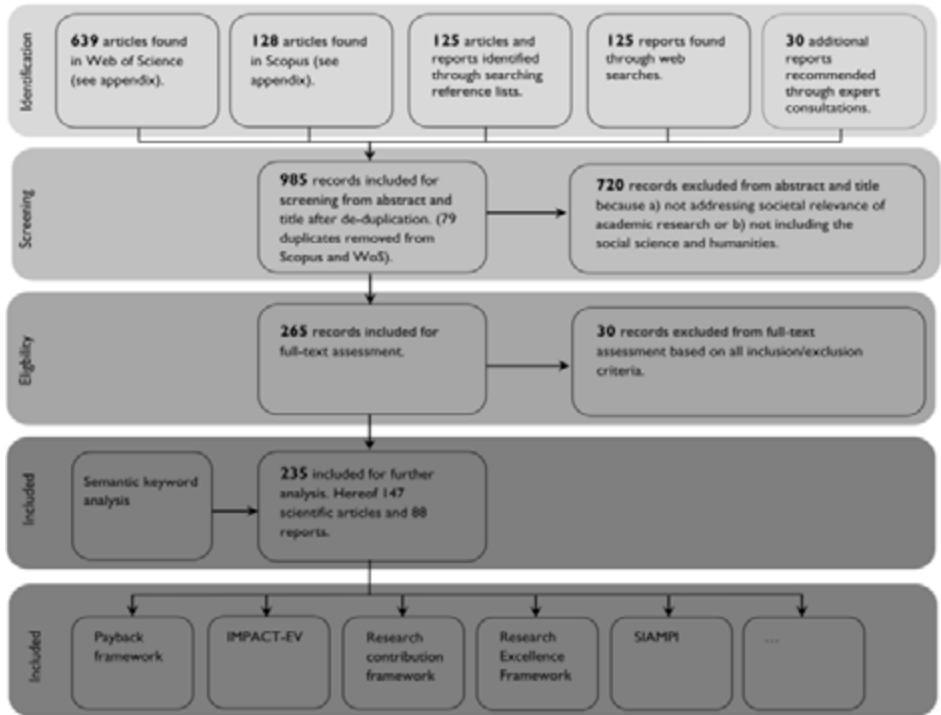 Identification
639 articles found
in Web of Science
(see appendix).
128 articles found
in Scopus (see
appendix).
125 articles and
reports identified
through searching
reference lists.
125 reports found
through web
searches.
30 additional
reports
recommended
through expert
consultations.
Screening
985 records included for
screening from abstract and
title after de-duplication. (79
duplicates removed from
Scopus and WoS).
720 records excluded from abstract and title
because a) not addressing societal relevance of
academic research or b) not including the
social science and humanities.
Eligbility
265 records included for
full-text assessment.
30 records excluded from full-text
assessment based on all inclusion/exclusion
criteria.
Included
Semantic keyword
analysis
235 included for further
analysis. Hereof 147
scientific articles and 88
reports.
Included
Payback
framework
IMPACT-EV
Research
contribution
framework
Research
Excellence
Framework
SIAMPI
...